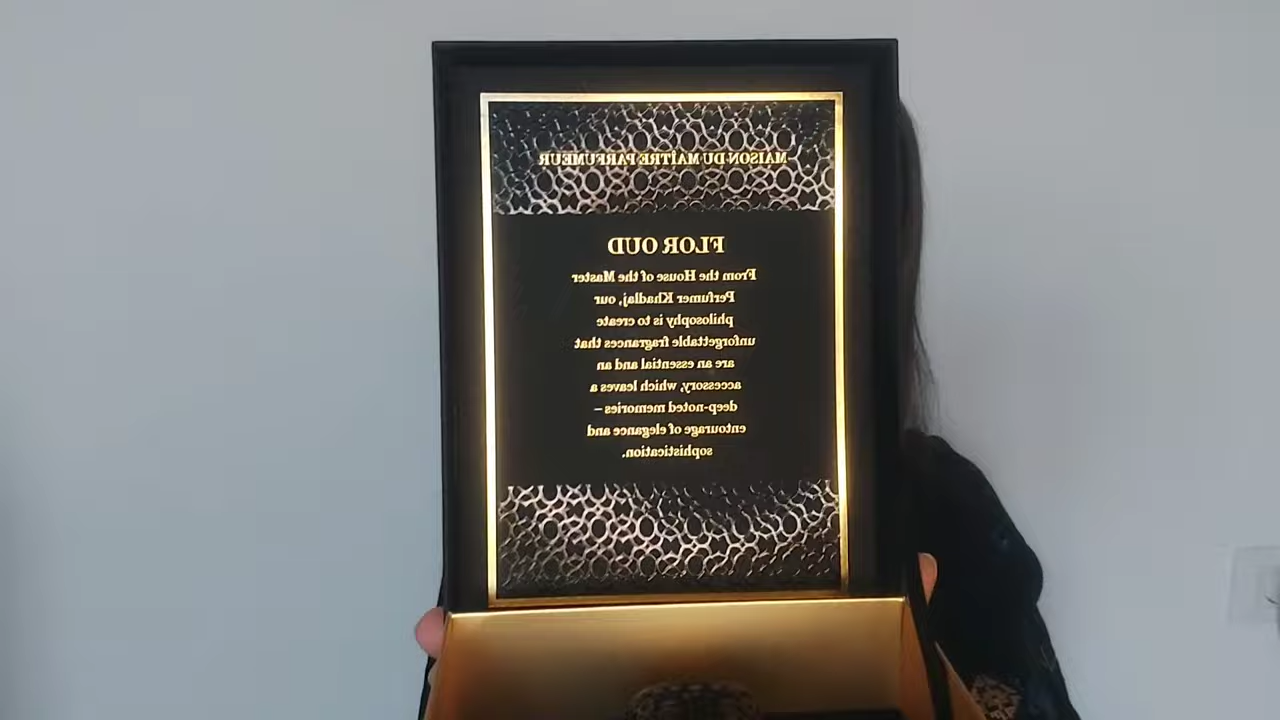 MAISON DU MAÎTRE PARFUMEUR
FLOR OUD
From the House of the Master
Perfumer Khadlaj, our
philosophy is to create
unforgettable fragrances that
are an essential and an
accessory, which leaves a
deep-noted memories –
entourage of elegance and
sophistication.